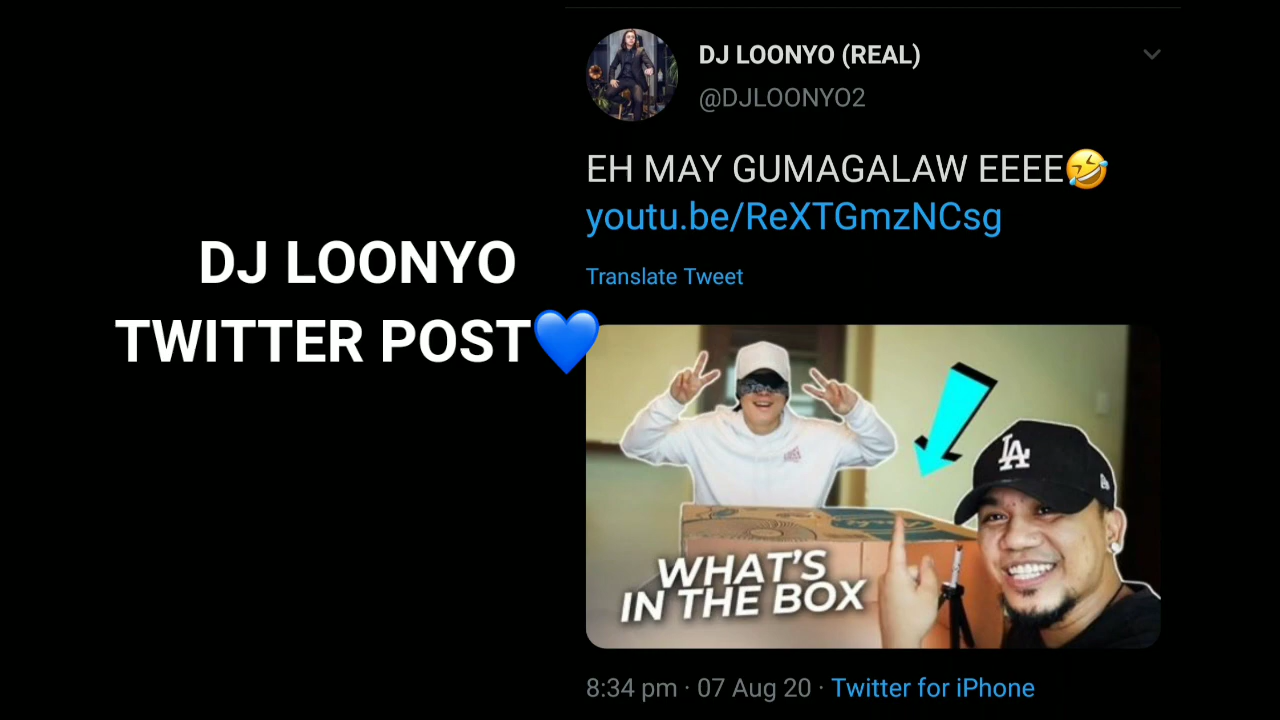 DJ LOONYO
TWITTER POST💙
DJ LOONYO (REAL)
@DJLOONYO2
EH MAY GUMAGALAW EEEE🤣
youtu.be/ReXTGmzNCsg
Translate Tweet
LA
WHAT'S
IN THE BOX
8:34 pm · 07 Aug 20 · Twitter for iPhone